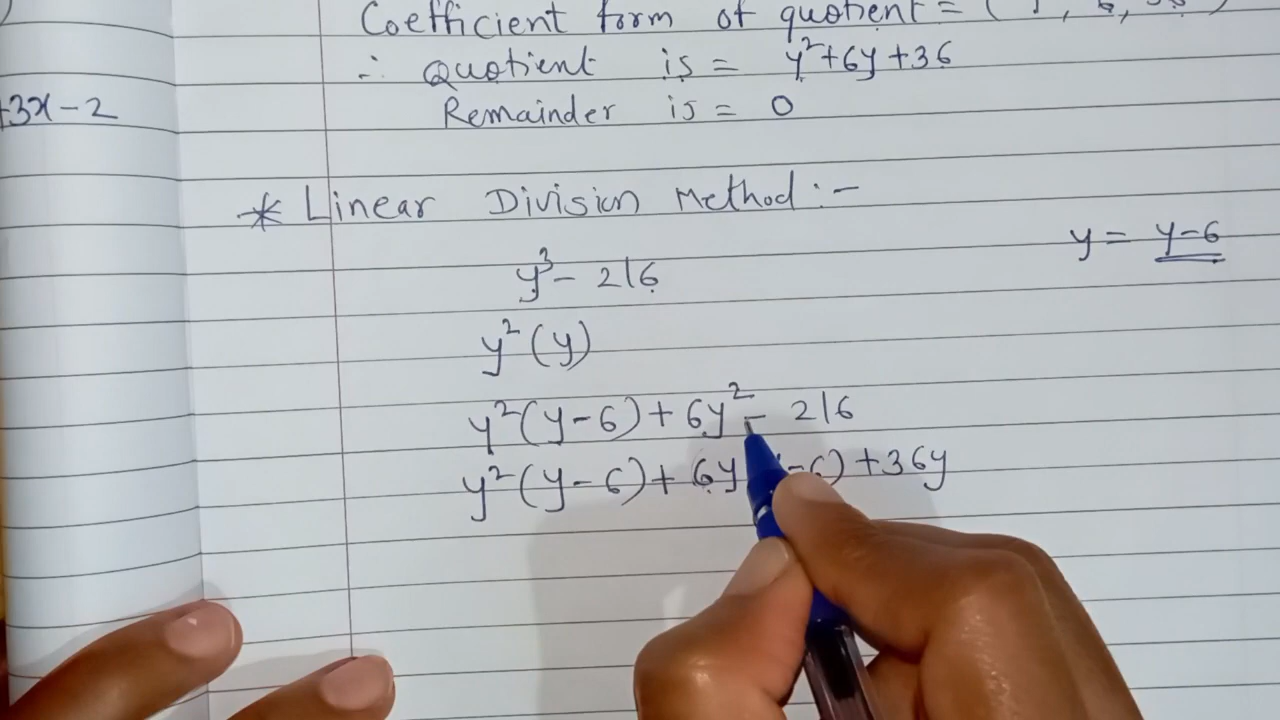 Coefficient form of quotient = (
∴ Quotient is = y²+6y+36
+3x-2
Remainder is = 0
* Linear Division Method :-
y = y-6
y³- 216
y² (y)
y²(y-6)+ 6y²- 216
y²(y-6)+ 6y -6) +36y